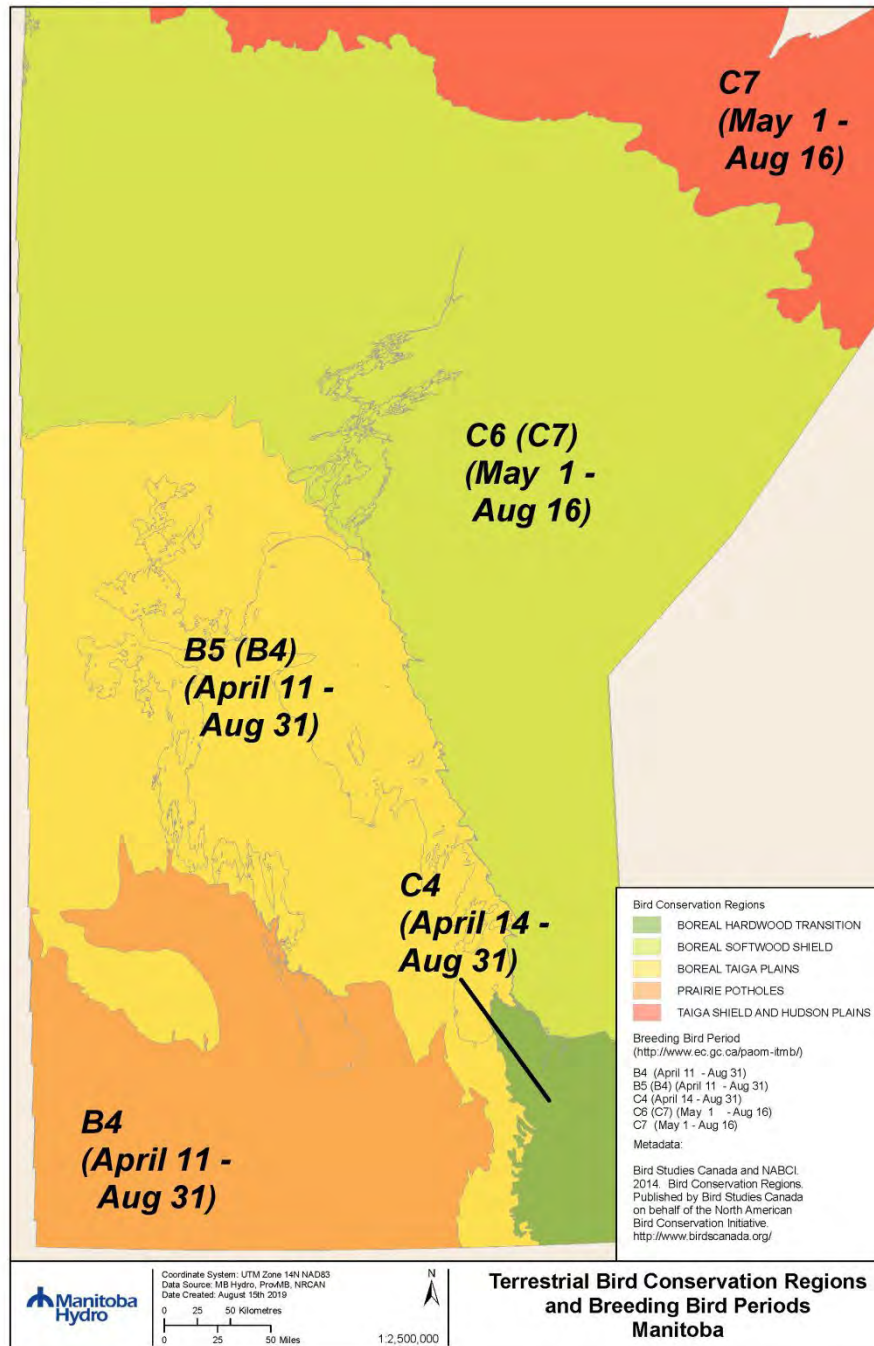 C7
(May 1 -
Aug 16)
C6 (C7)
(May 1 -
Aug 16)
B5 (B4)
(April 11 -
Aug 31)
C4
(April 14 -
Aug 31)
B4
(April 11 -
Aug 31)
Bird Conservation Regions
BOREAL HARDWOOD TRANSITION
BOREAL SOFTWOOD SHIELD
BOREAL TAIGA PLAINS
PRAIRIE POTHOLES
TAIGA SHIELD AND HUDSON PLAINS
Breeding Bird Period
(http://www.ec.gc.ca/paom-itmb/)
B4 (April 11 - Aug 31)
B5 (B4) (April 11 - Aug 31)
C4 (April 14 - Aug 31)
C6 (C7) (May 1 - Aug 16)
C7 (May 1 - Aug 16)
Metadata:
Bird Studies Canada and NABCI.
2014. Bird Conservation Regions.
Published by Bird Studies Canada
on behalf of the North American
Bird Conservation Initiative.
http://www.birdscanada.org/
Manitoba
Hydro
Coordinate System: UTM Zone 14N NAD83
Data Source: MB Hydro, ProvMB, NRCAN
Date Created: August 15th 2019
0 25 50 Kilometres
0 25 50 Miles
N
1:2,500,000
Terrestrial Bird Conservation Regions
and Breeding Bird Periods
Manitoba